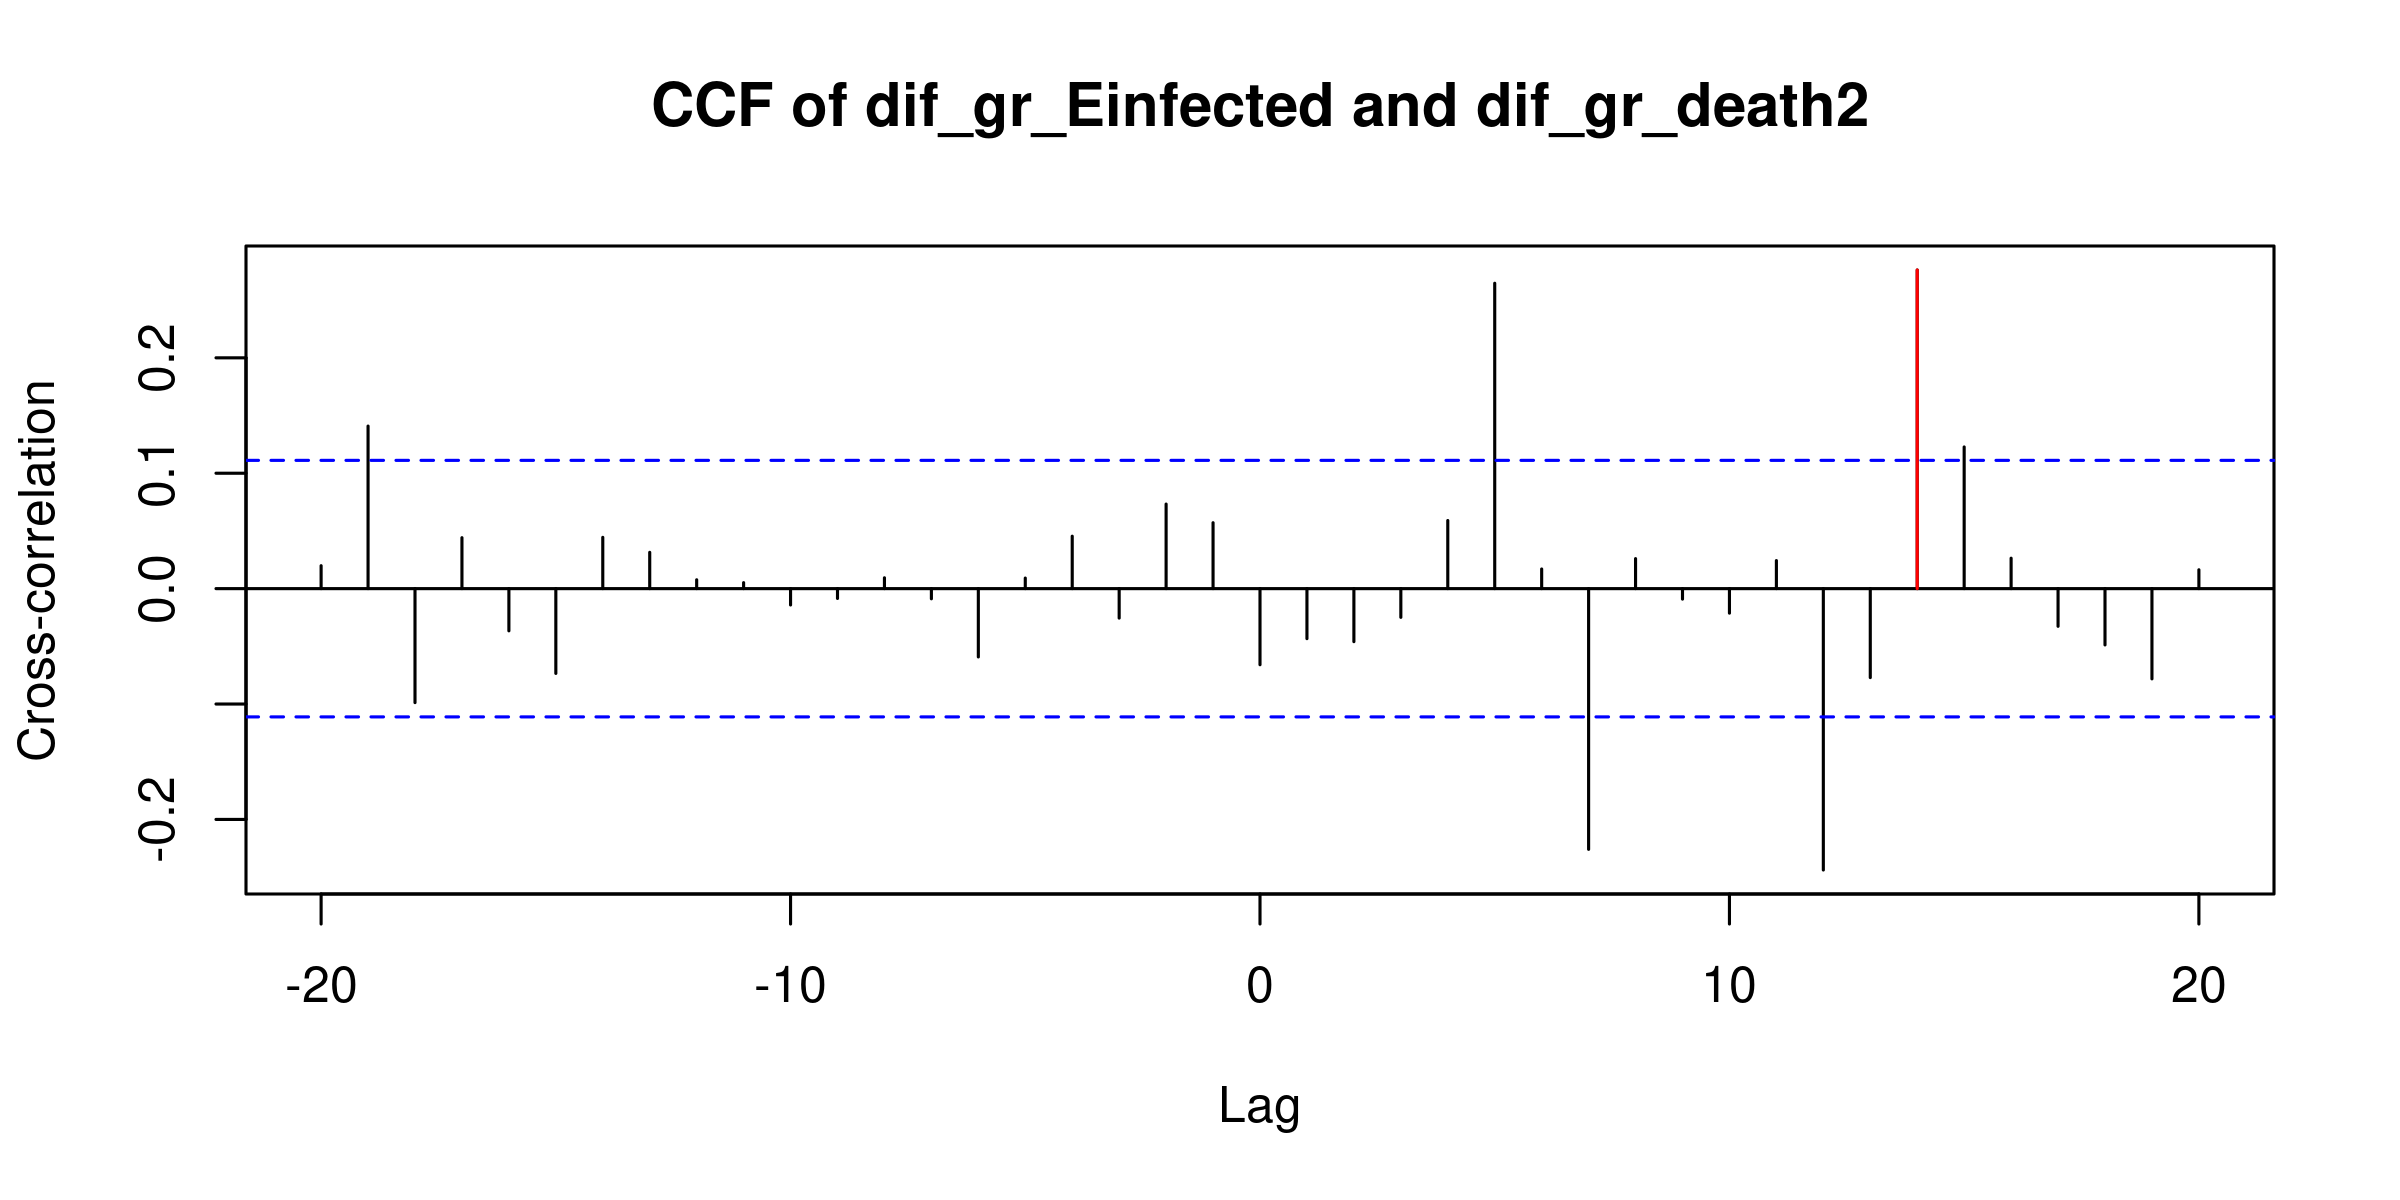 CCF of dif_gr_Einfected and dif_gr_death2
Cross-correlation
0.2
0.1
0.0
-0.2
-20 -10 0 10 20
Lag